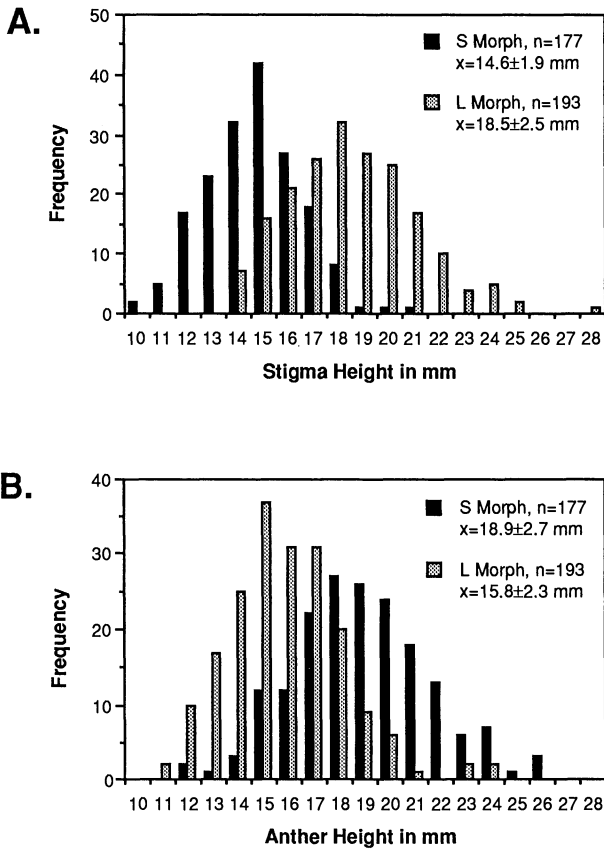 A.
50
40
30
20
10
0
Frequency
S Morph, n=177
x=14.6±1.9 mm
L Morph, n=193
x=18.5±2.5 mm
10 11 12 13 14 15 16 17 18 19 20 21 22 23 24 25 26 27 28
Stigma Height in mm
B.
40
30
20
10
0
Frequency
S Morph, n=177
x=18.9±2.7 mm
L Morph, n=193
x=15.8±2.3 mm
10 11 12 13 14 15 16 17 18 19 20 21 22 23 24 25 26 27 28
Anther Height in mm